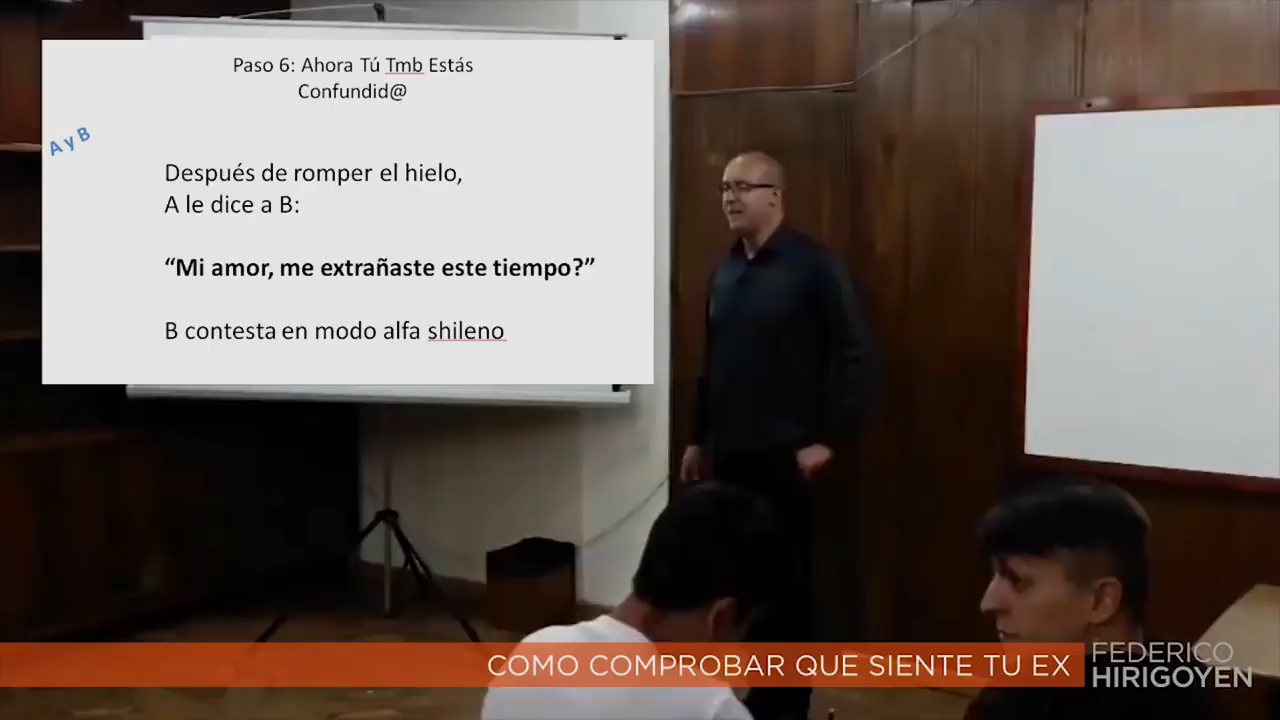 Paso 6: Ahora Tú Tmb Estás
Confundid@
A y B
Después de romper el hielo,
A le dice a B:
“Mi amor, me extrañaste este tiempo?”
B contesta en modo alfa shileno
COMO COMPROBAR QUE SIENTE TU EX
FEDERICO
HIRIGOYEN